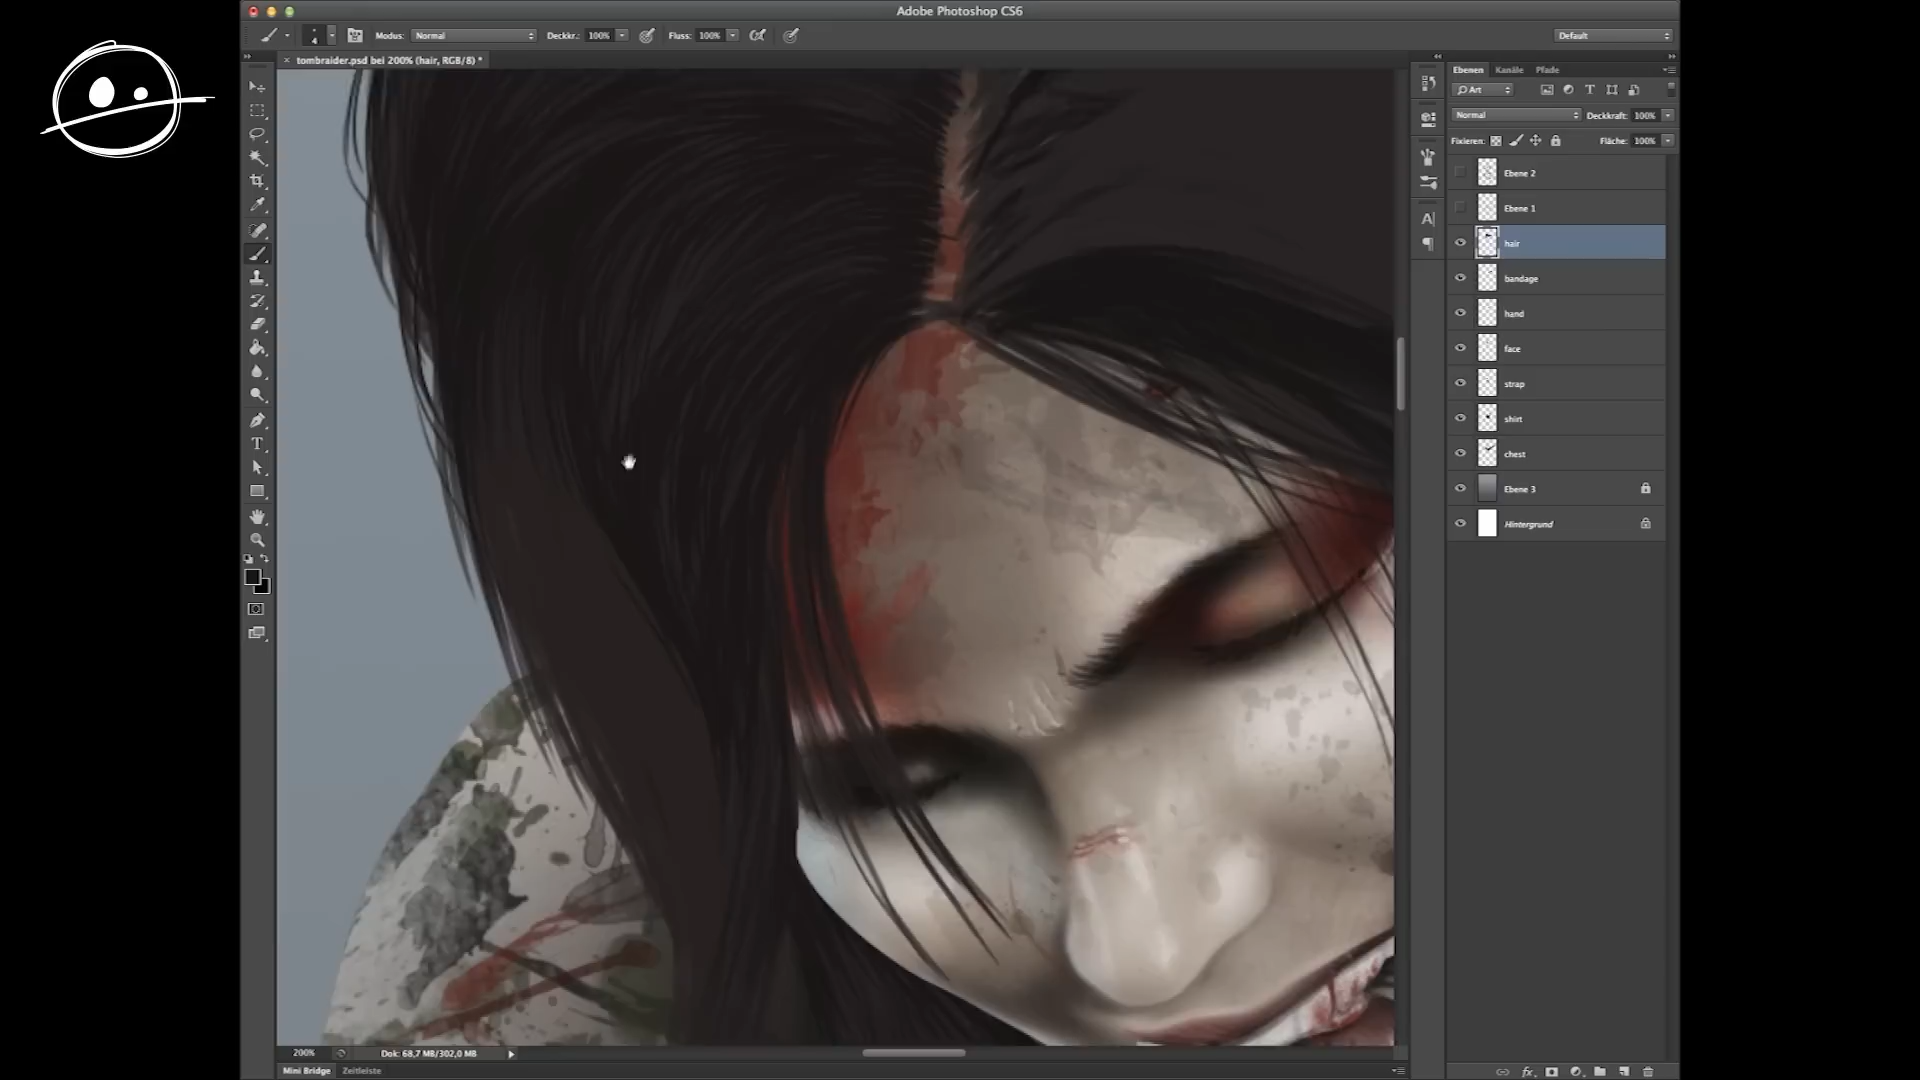 Adobe Photoshop CS6
4 Modus: Normal Deckkr.: 100% Fluss: 100% Default
× tombraider.psd bei 200% (hair, RGB/8) *
Ebenen Kanäle Pfade
Art
Normal Deckkraft: 100%
Fixieren: Fläche: 100%
Ebene 2
Ebene 1
hair
bandage
hand
face
strap
shirt
chest
Ebene 3
Hintergrund
200% Dok: 68,7 MB/302,0 MB
Mini Bridge Zeitleiste